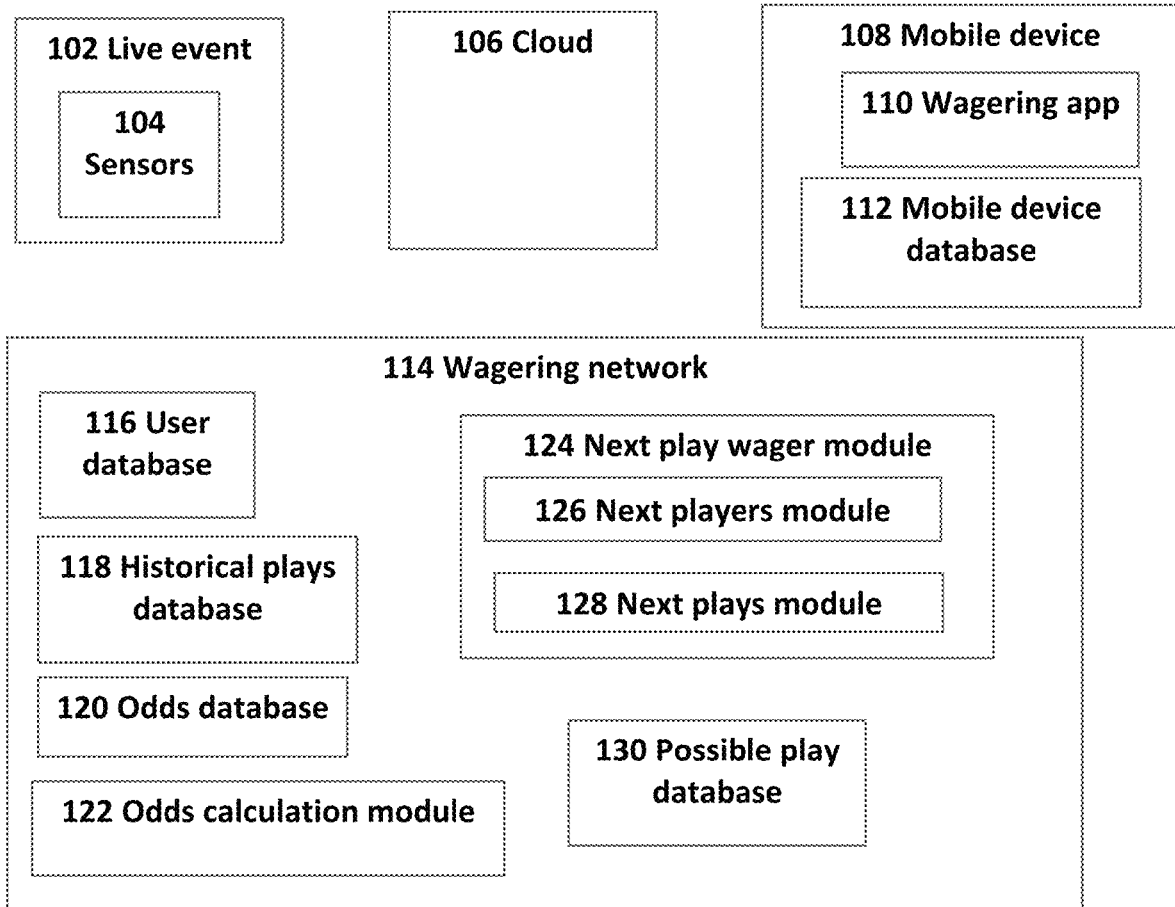 102 Live event
104
Sensors
106 Cloud
108 Mobile device
110 Wagering app
112 Mobile device
database
114 Wagering network
116 User
database
118 Historical plays
database
120 Odds database
122 Odds calculation module
124 Next play wager module
126 Next players module
128 Next plays module
130 Possible play
database